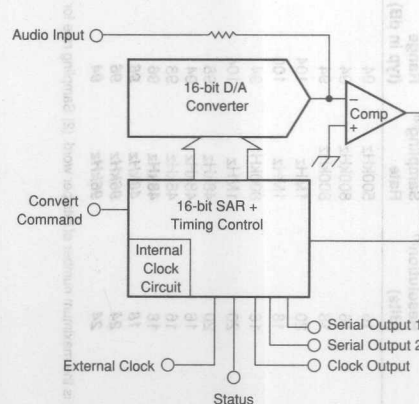 Audio Input
16-bit D/A
Converter
−
Comp
+
Convert
Command
16-bit SAR +
Timing Control
Internal
Clock
Circuit
Serial Output 1
Serial Output 2
External Clock
Clock Output
Status